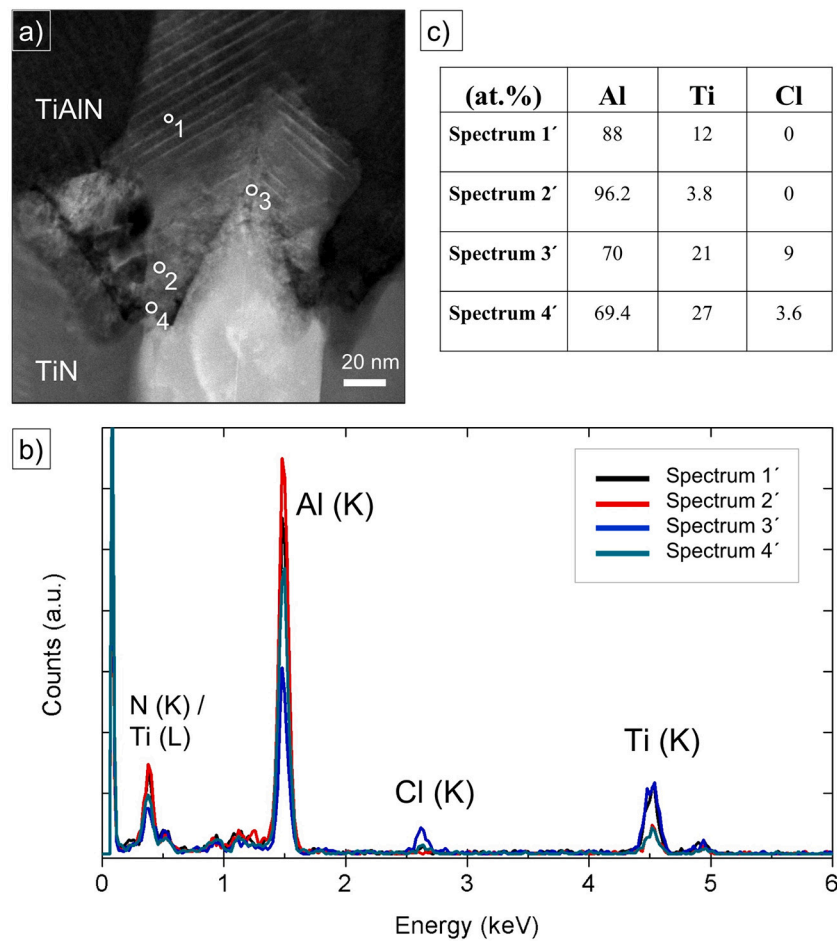 a)
TiAlN
1
3
2
4
TiN
20 nm
c)
(at.%) Al Ti Cl
Spectrum 1´ 88 12 0
Spectrum 2´ 96.2 3.8 0
Spectrum 3´ 70 21 9
Spectrum 4´ 69.4 27 3.6
b)
Spectrum 1´
Spectrum 2´
Spectrum 3´
Spectrum 4´
Al (K)
N (K) /
Ti (L)
Cl (K)
Ti (K)
Counts (a.u.)
0 1 2 3 4 5 6
Energy (keV)